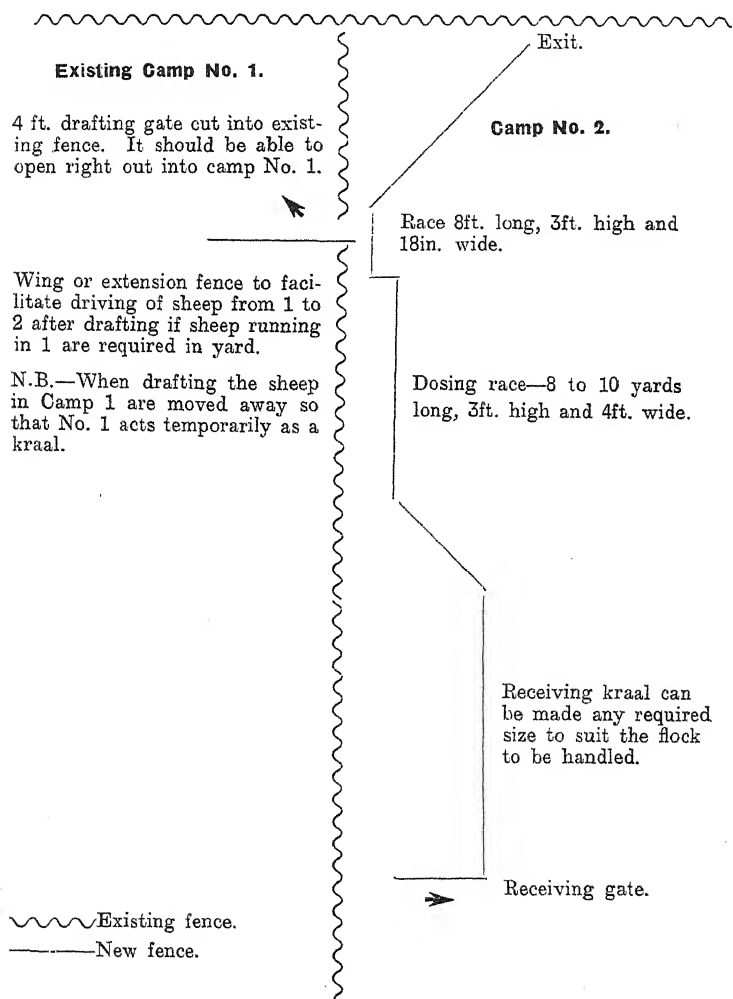 Existing Camp No. 1.
4 ft. drafting gate cut into exist-
ing fence. It should be able to
open right out into camp No. 1.
Wing or extension fence to faci-
litate driving of sheep from 1 to
2 after drafting if sheep running
in 1 are required in yard.
N.B.—When drafting the sheep
in Camp 1 are moved away so
that No. 1 acts temporarily as a
kraal.
Exit.
Camp No. 2.
Race 8ft. long, 3ft. high and
18in. wide.
Dosing race—8 to 10 yards
long, 3ft. high and 4ft. wide.
Receiving kraal can
be made any required
size to suit the flock
to be handled.
Receiving gate.
Existing fence.
New fence.